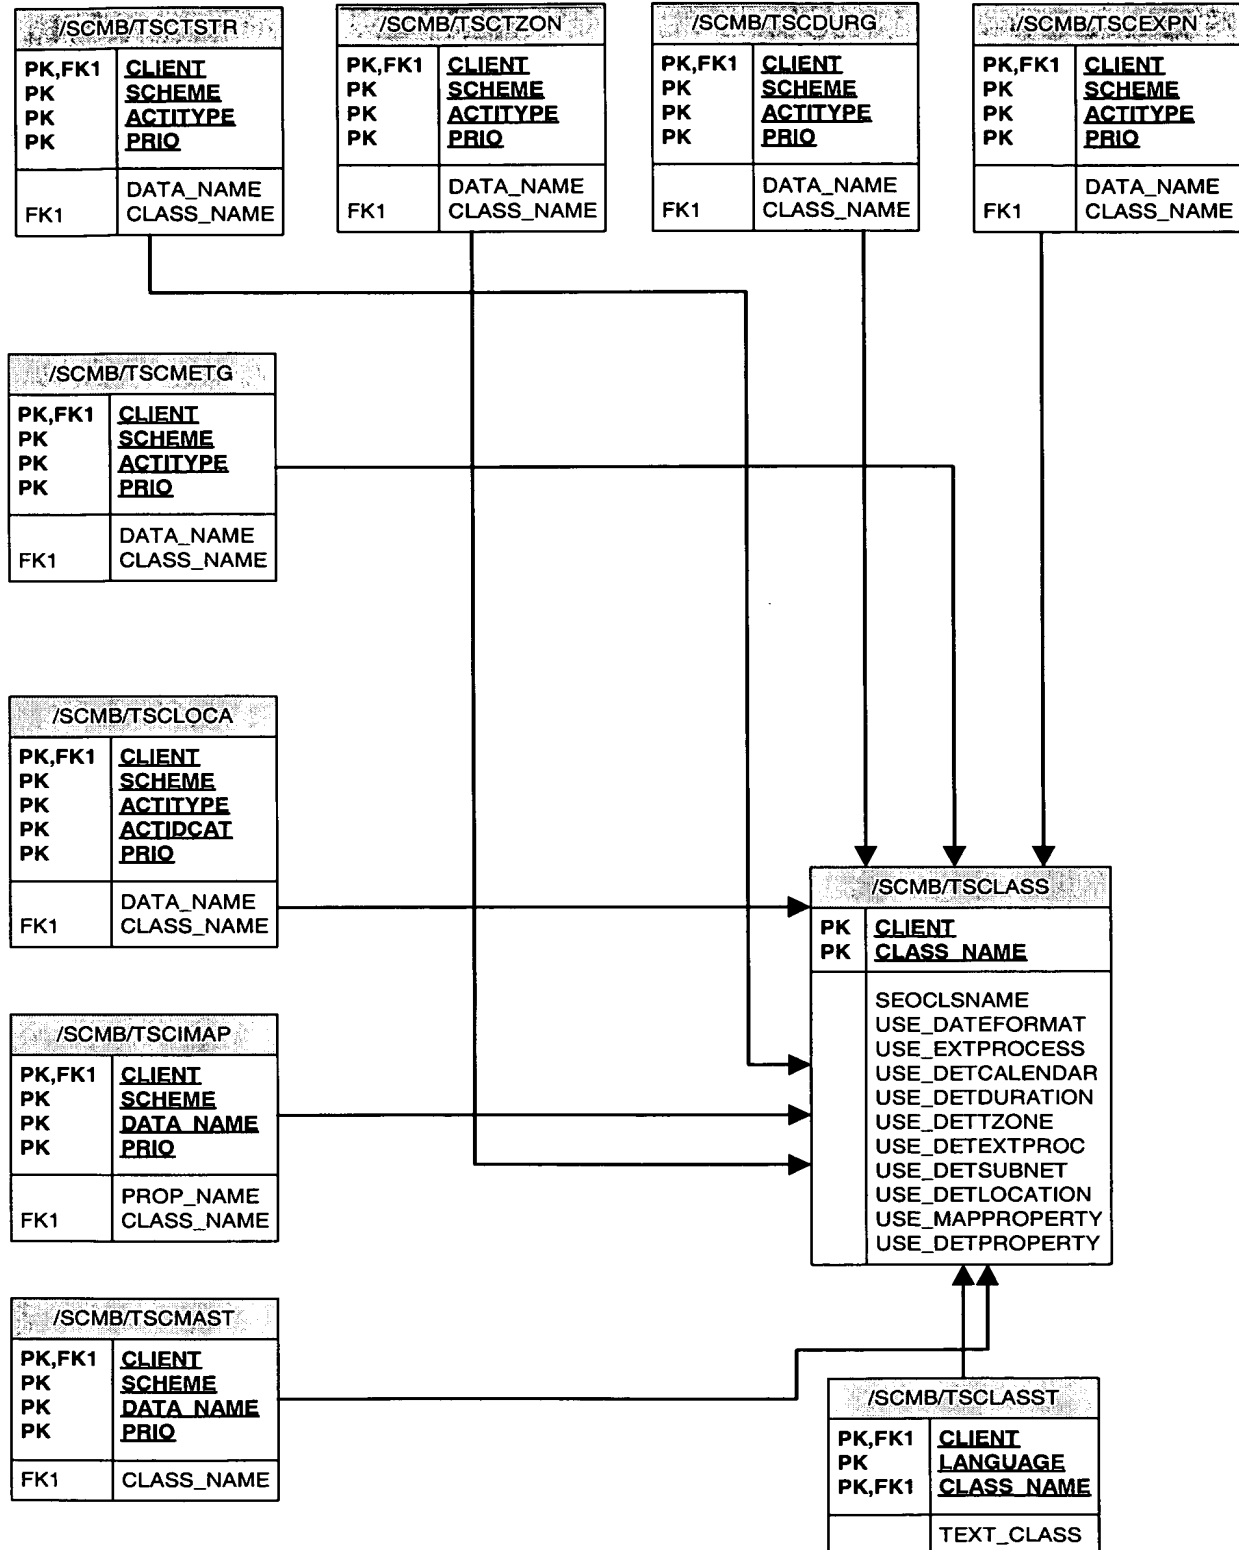 /SCMB/TSCTSTR
PK,FK1 CLIENT
PK SCHEME
PK ACTITYPE
PK PRIO
DATA_NAME
FK1 CLASS_NAME
/SCMB/TSCTZON
PK,FK1 CLIENT
PK SCHEME
PK ACTITYPE
PK PRIO
DATA_NAME
FK1 CLASS_NAME
/SCMB/TSCDURG
PK,FK1 CLIENT
PK SCHEME
PK ACTITYPE
PK PRIO
DATA_NAME
FK1 CLASS_NAME
/SCMB/TSCEXPN
PK,FK1 CLIENT
PK SCHEME
PK ACTITYPE
PK PRIO
DATA_NAME
FK1 CLASS_NAME
/SCMB/TSCMETG
PK,FK1 CLIENT
PK SCHEME
PK ACTITYPE
PK PRIO
DATA_NAME
FK1 CLASS_NAME
/SCMB/TSCLOCA
PK,FK1 CLIENT
PK SCHEME
PK ACTITYPE
PK ACTIDCAT
PK PRIO
DATA_NAME
FK1 CLASS_NAME
/SCMB/TSCLASS
PK CLIENT
PK CLASS_NAME
SEOCLSNAME
USE_DATEFORMAT
USE_EXTPROCESS
USE_DETCALENDAR
USE_DETDURATION
USE_DETTZONE
USE_DETEXTPROC
USE_DETSUBNET
USE_DETLOCATION
USE_MAPPROPERTY
USE_DETPROPERTY
/SCMB/TSCIMAP
PK,FK1 CLIENT
PK SCHEME
PK DATA_NAME
PK PRIO
PROP_NAME
FK1 CLASS_NAME
/SCMB/TSCMAST
PK,FK1 CLIENT
PK SCHEME
PK DATA_NAME
PK PRIO
FK1 CLASS_NAME
/SCMB/TSCLASST
PK,FK1 CLIENT
PK LANGUAGE
PK,FK1 CLASS_NAME
TEXT_CLASS